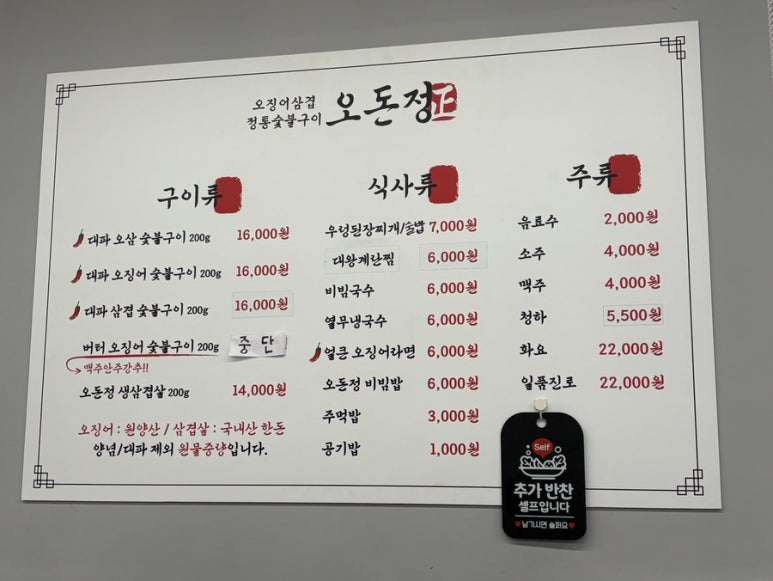 오징어삼겹
정통숯불구이 오돈정 正
구이류
대파 오삼 숯불구이 200g 16,000원
대파 오징어 숯불구이 200g 16,000원
대파 삼겹 숯불구이 200g 16,000원
버터 오징어 숯불구이 200g 중 단
맥주안주강추!!
오돈정 생삼겹살 200g 14,000원
오징어 : 원양산 / 삼겹살 : 국내산 한돈
양념/대파 제외 원물중량입니다.
식사류
우렁된장찌개/술밥 7,000원
대왕계란찜 6,000원
비빔국수 6,000원
열무냉국수 6,000원
얼큰 오징어라면 6,000원
오돈정 비빔밥 6,000원
주먹밥 3,000원
공기밥 1,000원
주류
음료수 2,000원
소주 4,000원
맥주 4,000원
청하 5,500원
화요 22,000원
일품진로 22,000원
Self
추가 반찬
셀프입니다
남기시면 슬퍼요